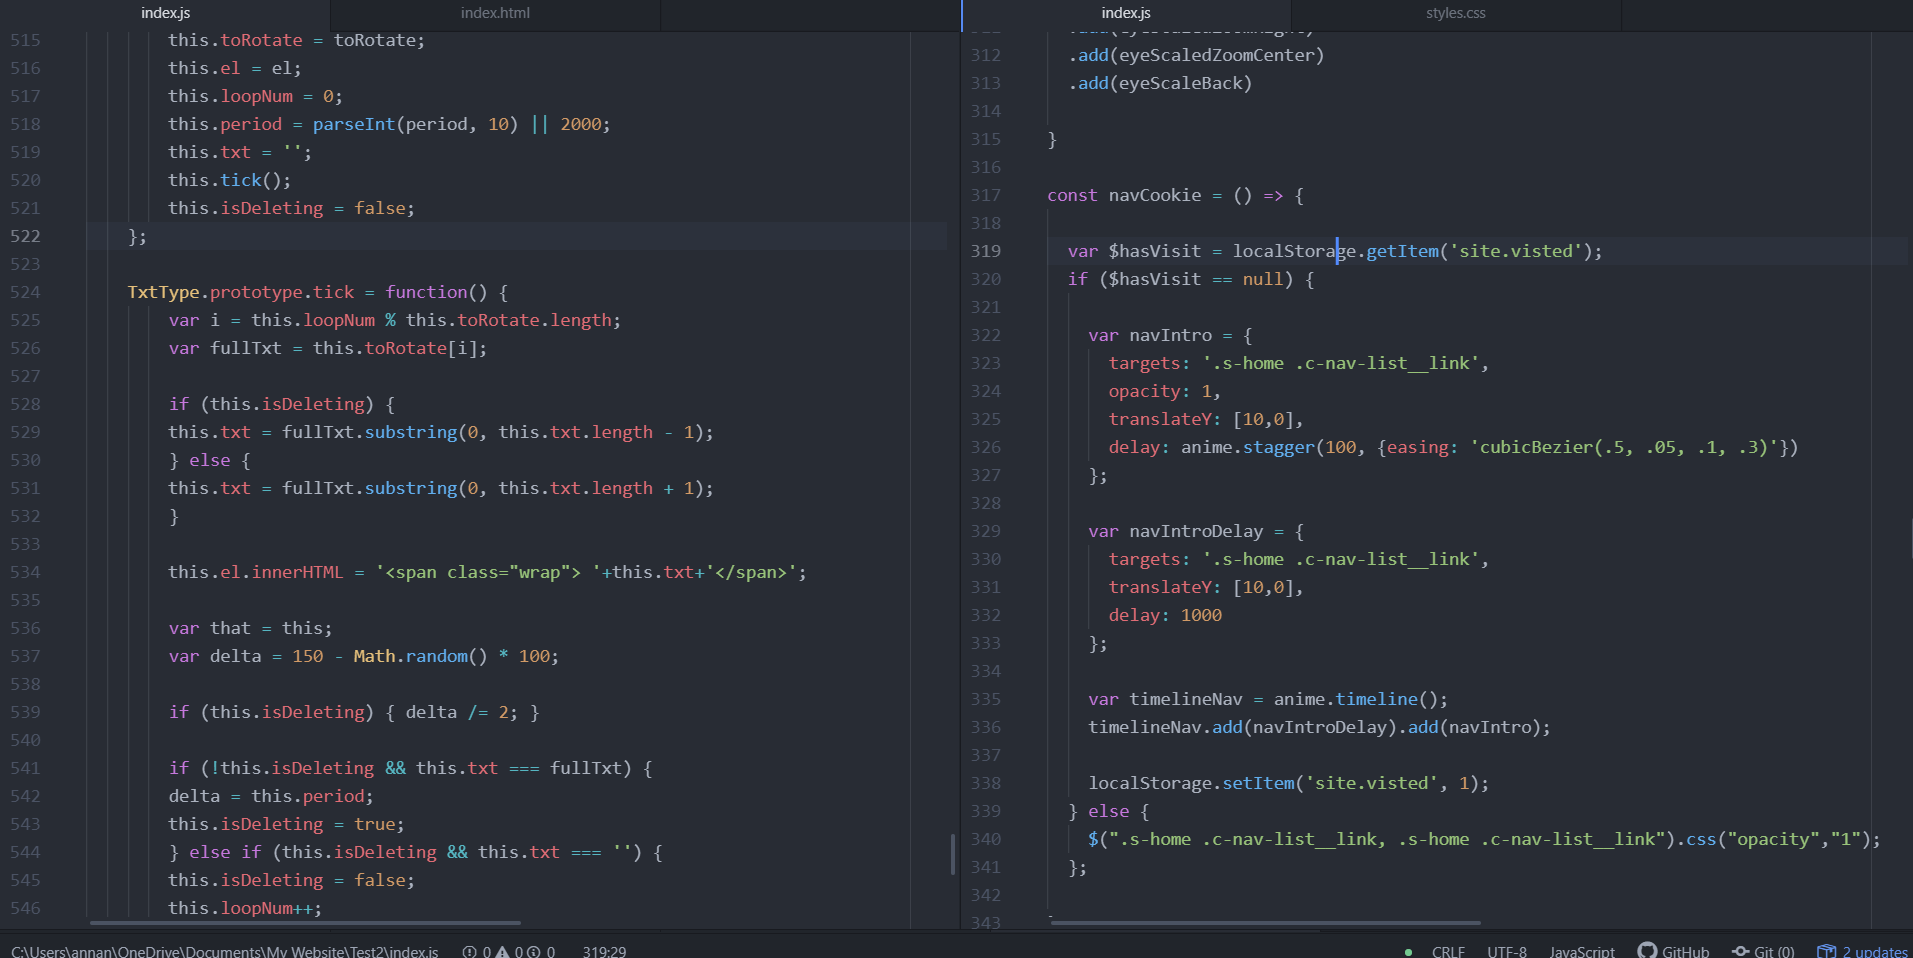 index.js
index.html
515 this.toRotate = toRotate;
516 this.el = el;
517 this.loopNum = 0;
518 this.period = parseInt(period, 10) || 2000;
519 this.txt = '';
520 this.tick();
521 this.isDeleting = false;
522 };
523
524 TxtType.prototype.tick = function() {
525 var i = this.loopNum % this.toRotate.length;
526 var fullTxt = this.toRotate[i];
527
528 if (this.isDeleting) {
529 this.txt = fullTxt.substring(0, this.txt.length - 1);
530 } else {
531 this.txt = fullTxt.substring(0, this.txt.length + 1);
532 }
533
534 this.el.innerHTML = '<span class="wrap"> '+this.txt+'</span>';
535
536 var that = this;
537 var delta = 150 - Math.random() * 100;
538
539 if (this.isDeleting) { delta /= 2; }
540
541 if (!this.isDeleting && this.txt === fullTxt) {
542 delta = this.period;
543 this.isDeleting = true;
544 } else if (this.isDeleting && this.txt === '') {
545 this.isDeleting = false;
546 this.loopNum++;
index.js
styles.css
312 .add(eyeScaledZoomCenter)
313 .add(eyeScaleBack)
314
315 }
316
317 const navCookie = () => {
318
319 var $hasVisit = localStorage.getItem('site.visted');
320 if ($hasVisit == null) {
321
322 var navIntro = {
323 targets: '.s-home .c-nav-list__link',
324 opacity: 1,
325 translateY: [10,0],
326 delay: anime.stagger(100, {easing: 'cubicBezier(.5, .05, .1, .3)'})
327 };
328
329 var navIntroDelay = {
330 targets: '.s-home .c-nav-list__link',
331 translateY: [10,0],
332 delay: 1000
333 };
334
335 var timelineNav = anime.timeline();
336 timelineNav.add(navIntroDelay).add(navIntro);
337
338 localStorage.setItem('site.visted', 1);
339 } else {
340 $(".s-home .c-nav-list__link, .s-home .c-nav-list__link").css("opacity","1");
341 };
342
343
C:\Users\annan\OneDrive\Documents\My Website\Test2\index.js 0 0 0 319:29 CRLF UTF-8 JavaScript GitHub Git (0) 2 updates